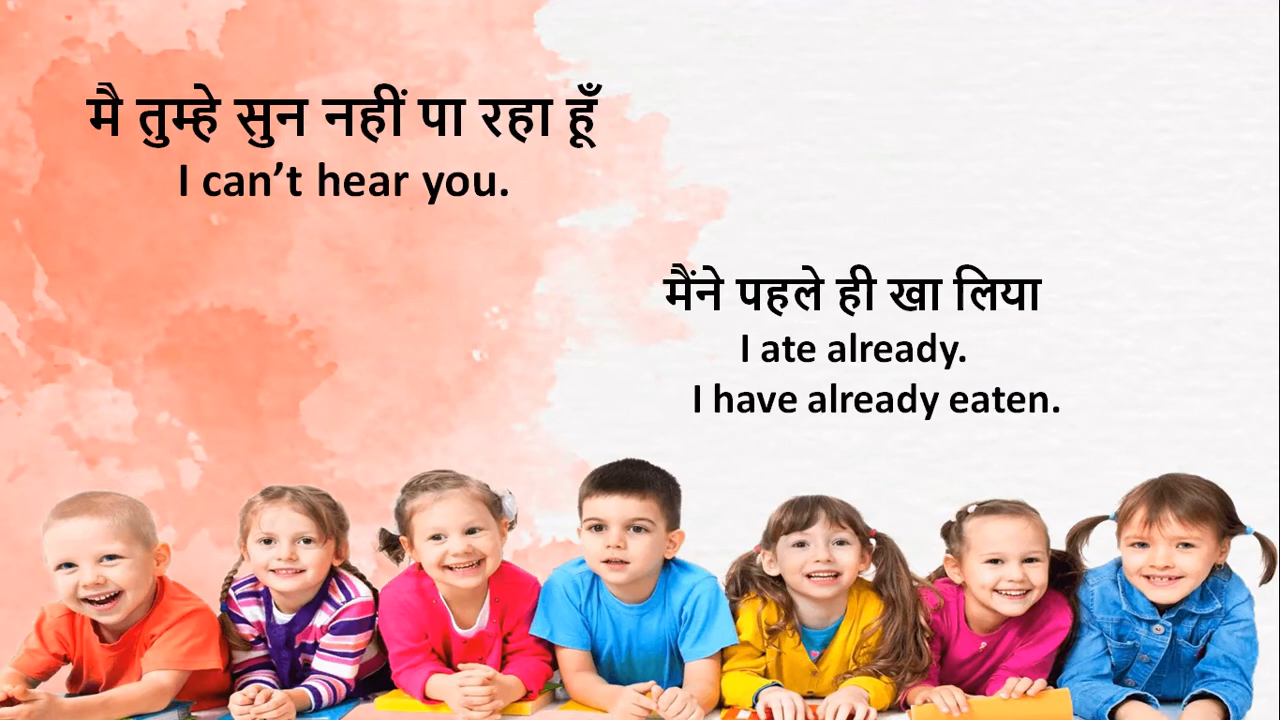 मै तुम्हे सुन नहीं पा रहा हूँ
I can’t hear you.
मैंने पहले ही खा लिया
I ate already.
I have already eaten.